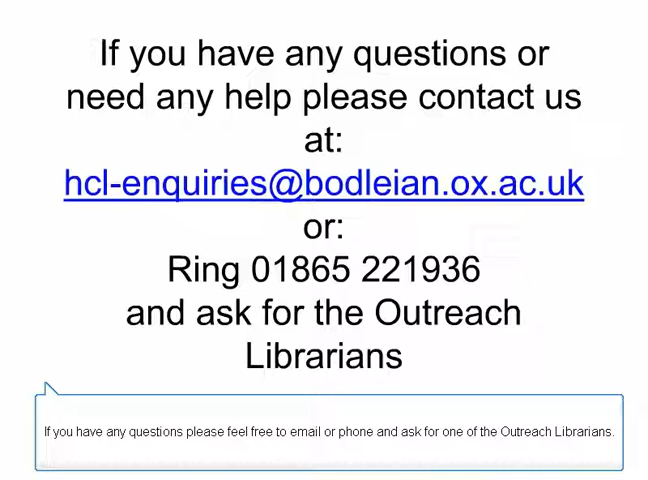 If you have any questions or
need any help please contact us
at:
hcl-enquiries@bodleian.ox.ac.uk
or:
Ring 01865 221936
and ask for the Outreach
Librarians
If you have any questions please feel free to email or phone and ask for one of the Outreach Librarians.